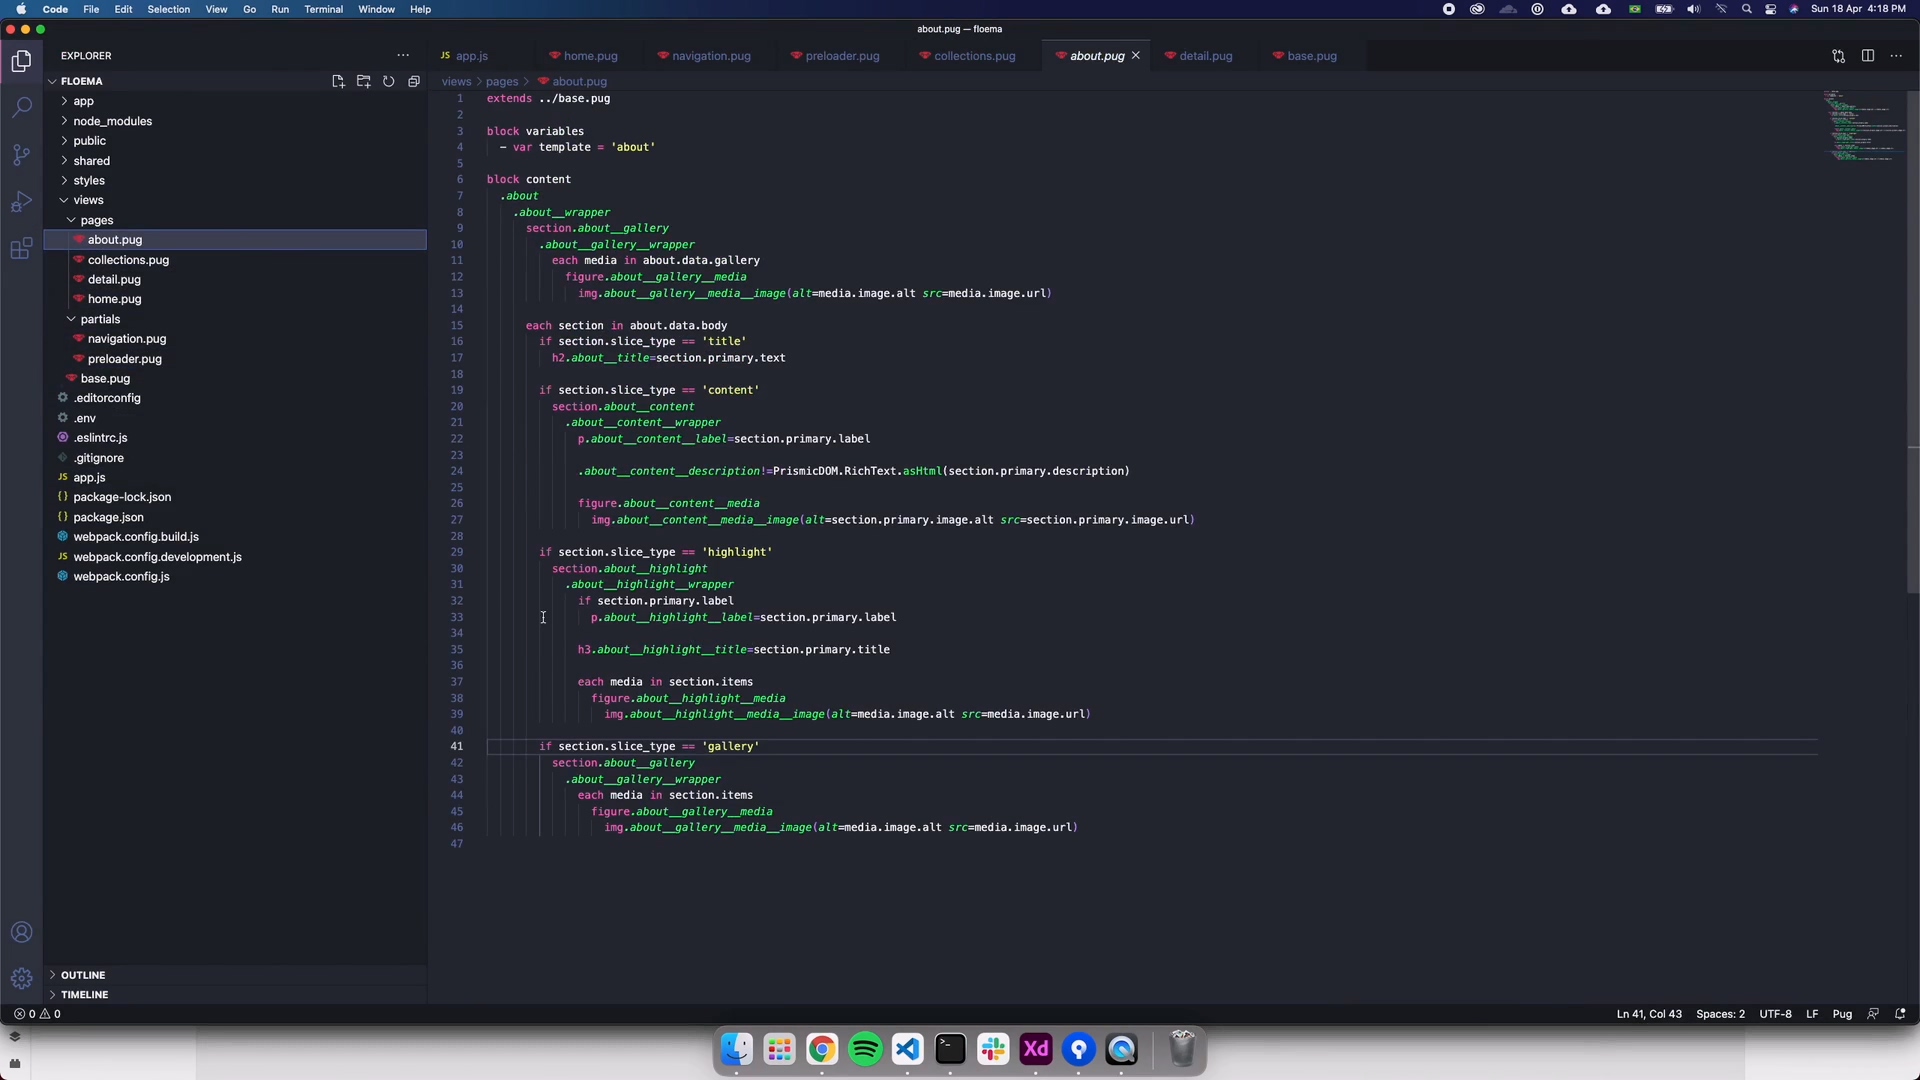 Code File Edit Selection View Go Run Terminal Window Help Sun 18 Apr 4:18 PM
about.pug — floema
EXPLORER
FLOEMA
app
node_modules
public
shared
styles
views
pages
about.pug
collections.pug
detail.pug
home.pug
partials
navigation.pug
preloader.pug
base.pug
.editorconfig
.env
.eslintrc.js
.gitignore
JS app.js
{} package-lock.json
{} package.json
webpack.config.build.js
JS webpack.config.development.js
webpack.config.js
OUTLINE
TIMELINE
JS app.js home.pug navigation.pug preloader.pug collections.pug about.pug detail.pug base.pug
views > pages > about.pug
1 extends ../base.pug
2
3 block variables
4 - var template = 'about'
5
6 block content
7 .about
8 .about__wrapper
9 section.about__gallery
10 .about__gallery__wrapper
11 each media in about.data.gallery
12 figure.about__gallery__media
13 img.about__gallery__media__image(alt=media.image.alt src=media.image.url)
14
15 each section in about.data.body
16 if section.slice_type == 'title'
17 h2.about__title=section.primary.text
18
19 if section.slice_type == 'content'
20 section.about__content
21 .about__content__wrapper
22 p.about__content__label=section.primary.label
23
24 .about__content__description!=PrismicDOM.RichText.asHtml(section.primary.description)
25
26 figure.about__content__media
27 img.about__content__media__image(alt=section.primary.image.alt src=section.primary.image.url)
28
29 if section.slice_type == 'highlight'
30 section.about__highlight
31 .about__highlight__wrapper
32 if section.primary.label
33 p.about__highlight__label=section.primary.label
34
35 h3.about__highlight__title=section.primary.title
36
37 each media in section.items
38 figure.about__highlight__media
39 img.about__highlight__media__image(alt=media.image.alt src=media.image.url)
40
41 if section.slice_type == 'gallery'
42 section.about__gallery
43 .about__gallery__wrapper
44 each media in section.items
45 figure.about__gallery__media
46 img.about__gallery__media__image(alt=media.image.alt src=media.image.url)
47
0 0 Ln 41, Col 43 Spaces: 2 UTF-8 LF Pug
Xd